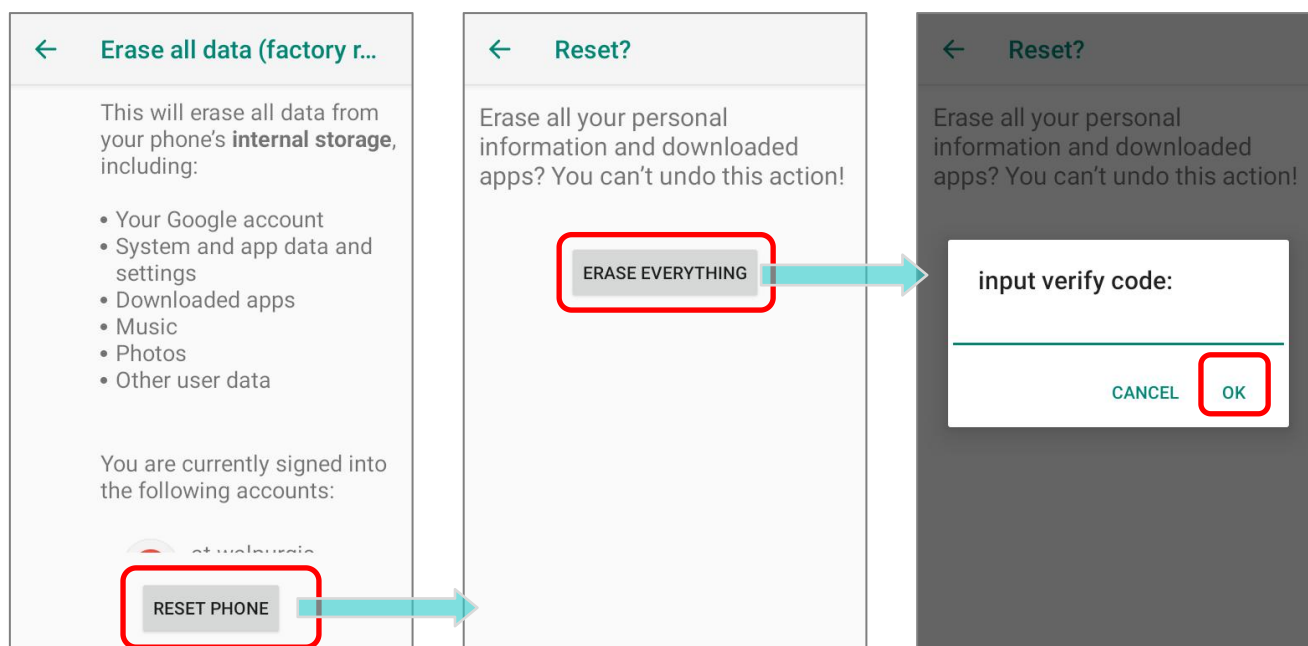 Erase all data (factory r...
This will erase all data from
your phone's internal storage,
including:
• Your Google account
• System and app data and
settings
• Downloaded apps
• Music
• Photos
• Other user data
You are currently signed into
the following accounts:
RESET PHONE
Reset?
Erase all your personal
information and downloaded
apps? You can't undo this action!
ERASE EVERYTHING
Reset?
Erase all your personal
information and downloaded
apps? You can't undo this action!
input verify code:
CANCEL OK